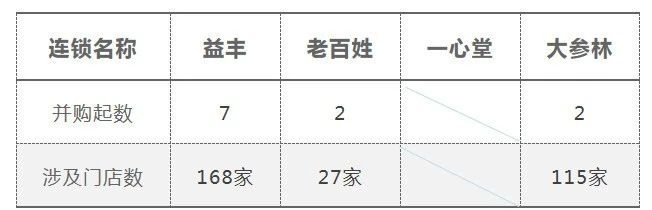 连锁名称 益丰 老百姓 一心堂 大参林
并购起数 7 2 2
涉及门店数 168家 27家 115家